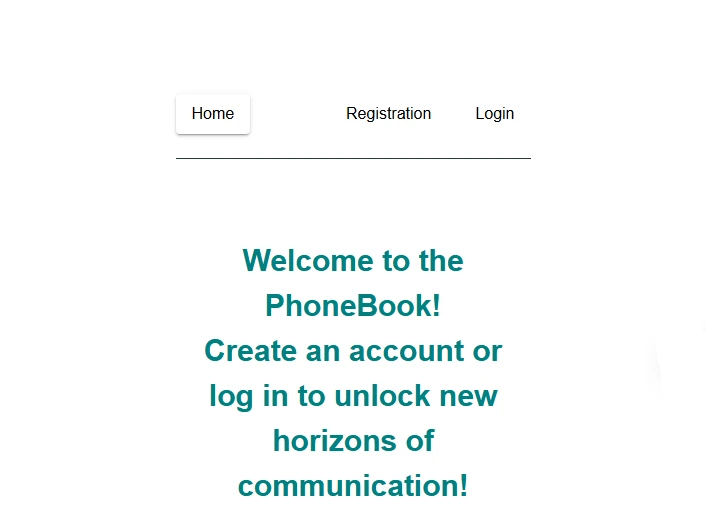 Home Registration Login
Welcome to the
PhoneBook!
Create an account or
log in to unlock new
horizons of
communication!